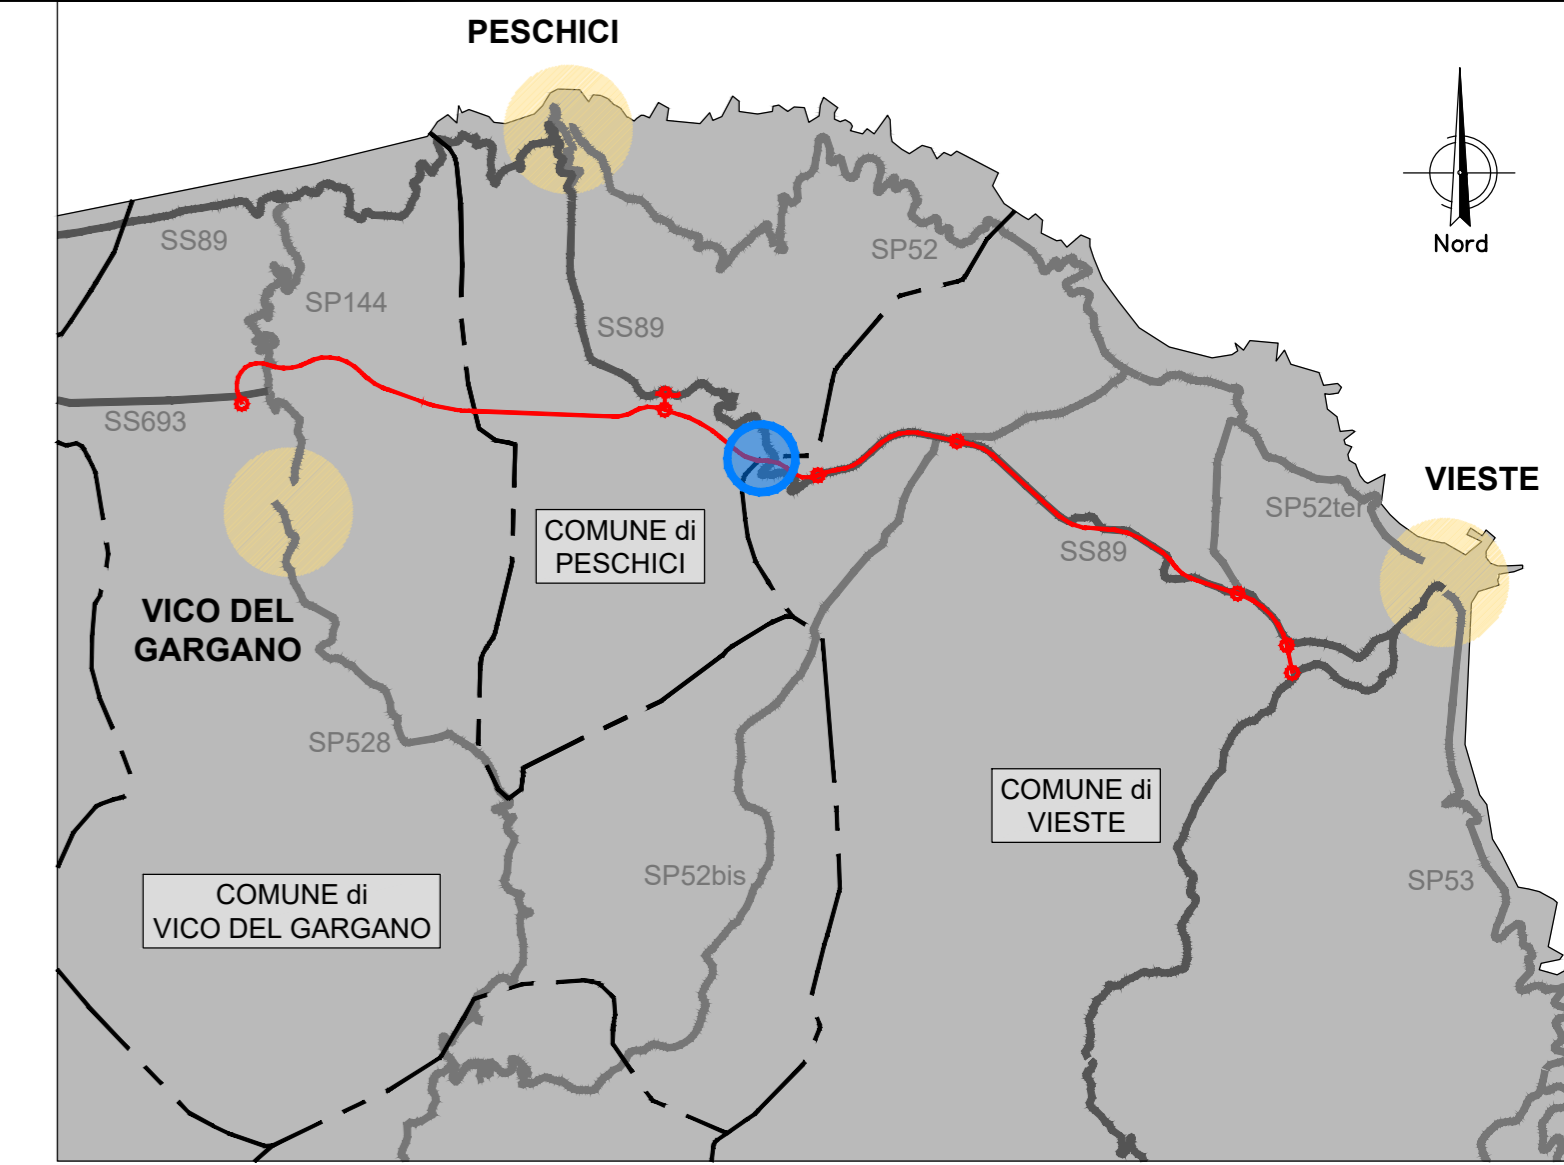 PESCHICI
Nord
SS89
SP52
SP144
SS89
SS693
VIESTE
SP52ter
COMUNE di
PESCHICI
SS89
VICO DEL
GARGANO
SP528
COMUNE di
VIESTE
SP52bis
SP53
COMUNE di
VICO DEL GARGANO